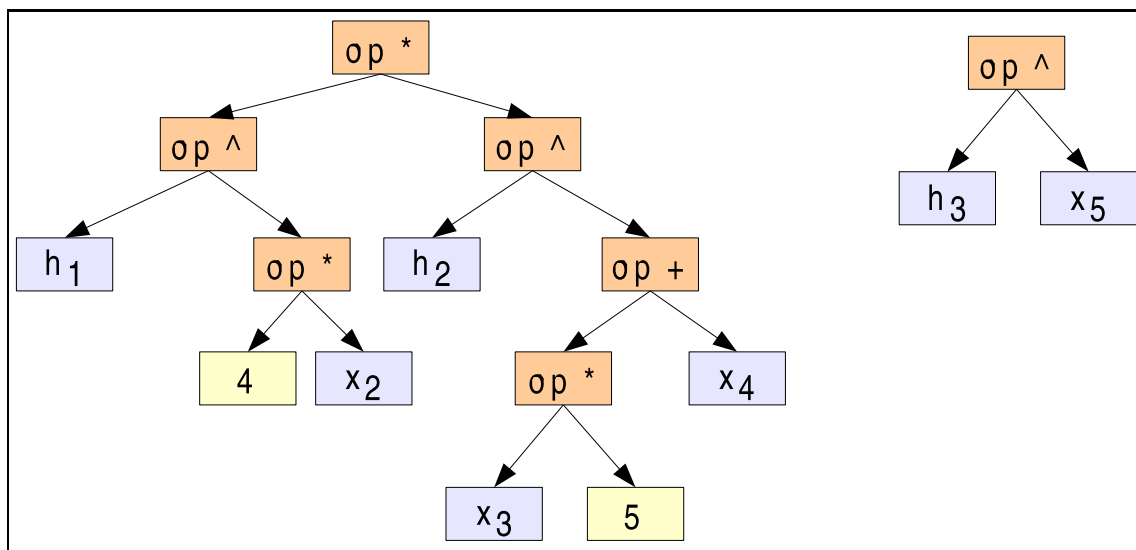 op *
op ^
op ^
op ^
h₃
x₅
h₁
op *
h₂
op +
4
x₂
op *
x₄
x₃
5